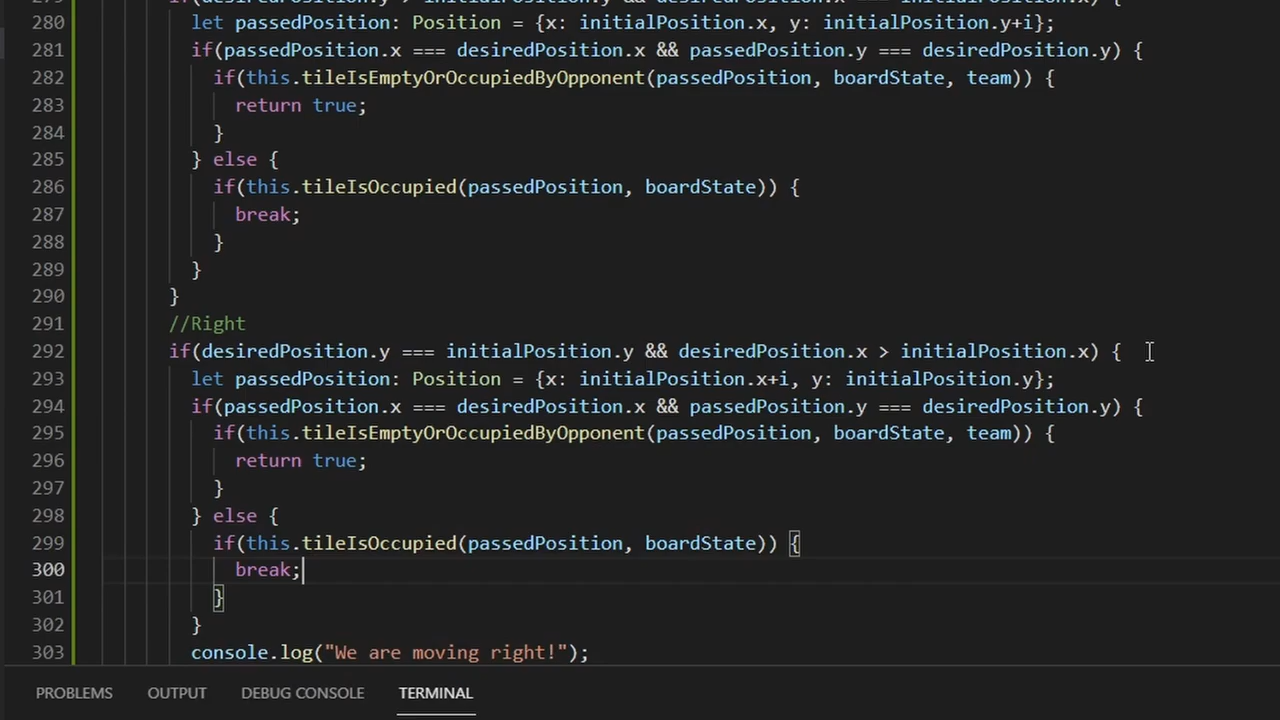 280 let passedPosition: Position = {x: initialPosition.x, y: initialPosition.y+i};
281 if(passedPosition.x === desiredPosition.x && passedPosition.y === desiredPosition.y) {
282 if(this.tileIsEmptyOrOccupiedByOpponent(passedPosition, boardState, team)) {
283 return true;
284 }
285 } else {
286 if(this.tileIsOccupied(passedPosition, boardState)) {
287 break;
288 }
289 }
290 }
291 //Right
292 if(desiredPosition.y === initialPosition.y && desiredPosition.x > initialPosition.x) {
293 let passedPosition: Position = {x: initialPosition.x+i, y: initialPosition.y};
294 if(passedPosition.x === desiredPosition.x && passedPosition.y === desiredPosition.y) {
295 if(this.tileIsEmptyOrOccupiedByOpponent(passedPosition, boardState, team)) {
296 return true;
297 }
298 } else {
299 if(this.tileIsOccupied(passedPosition, boardState)) {
300 break;
301 }
302 }
303 console.log("We are moving right!");
PROBLEMS OUTPUT DEBUG CONSOLE TERMINAL